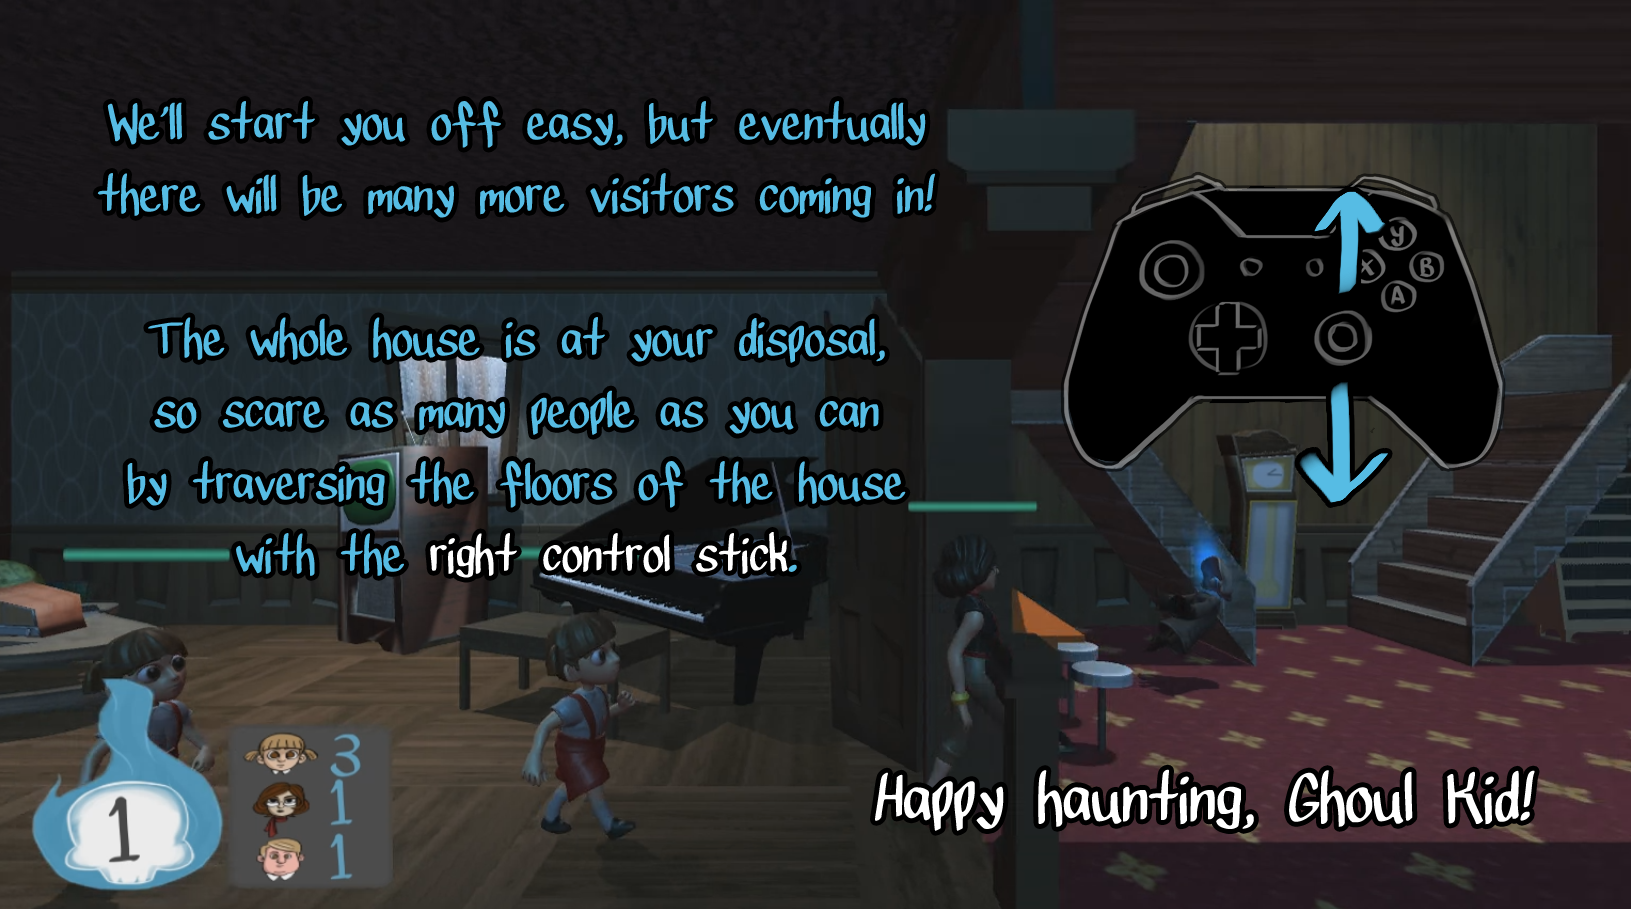 We'll start you off easy, but eventually
there will be many more visitors coming in!
The whole house is at your disposal,
so scare as many people as you can
by traversing the floors of the house
with the right control stick.
Y
X
B
A
3
1
1
1
Happy haunting, Ghoul Kid!